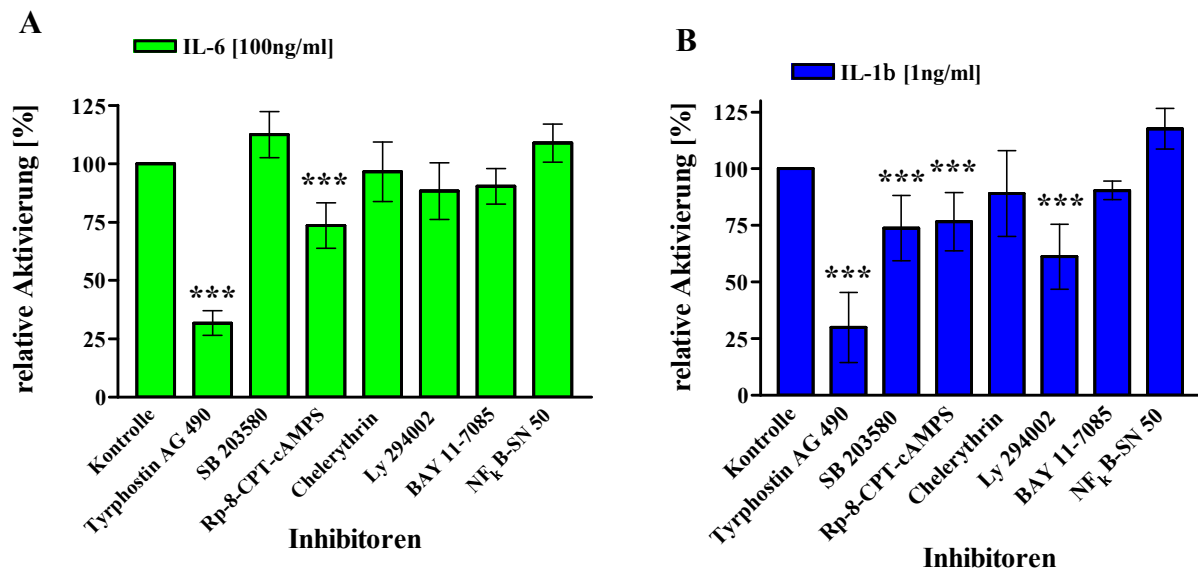 A
IL-6 [100ng/ml]
relative Aktivierung [%]
125
100
75
50
25
0
***
***
Kontrolle
Tyrphostin AG 490
SB 203580
Rp-8-CPT-cAMPS
Chelerythrin
Ly 294002
BAY 11-7085
NFk B-SN 50
Inhibitoren
B
IL-1b [1ng/ml]
relative Aktivierung [%]
125
100
75
50
25
0
***
***
***
***
Kontrolle
Tyrphostin AG 490
SB 203580
Rp-8-CPT-cAMPS
Chelerythrin
Ly 294002
BAY 11-7085
NFk B-SN 50
Inhibitoren